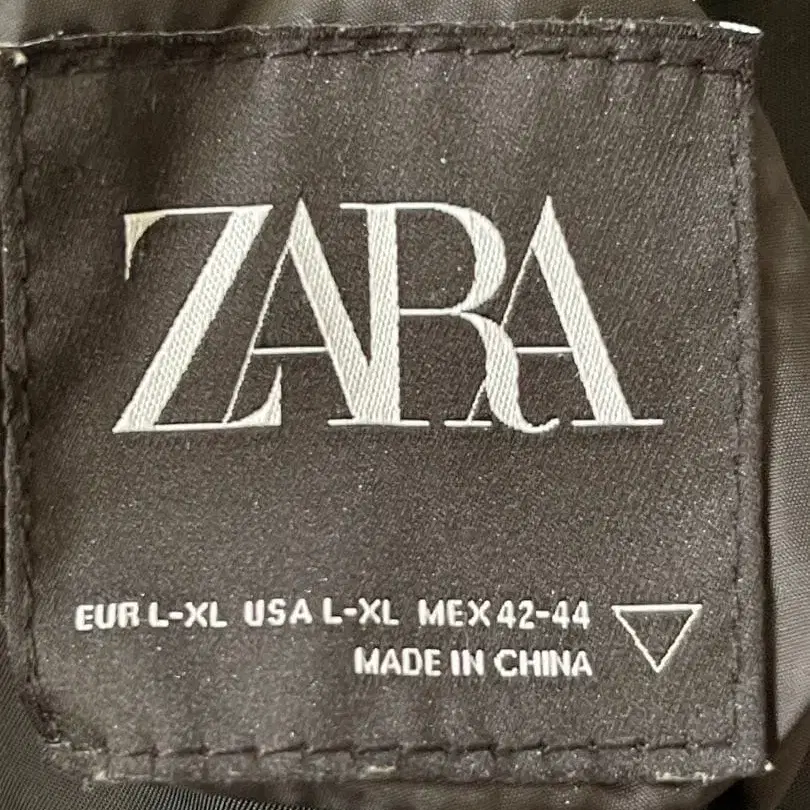 ZARA
EUR L-XL USA L-XL MEX 42-44
MADE IN CHINA